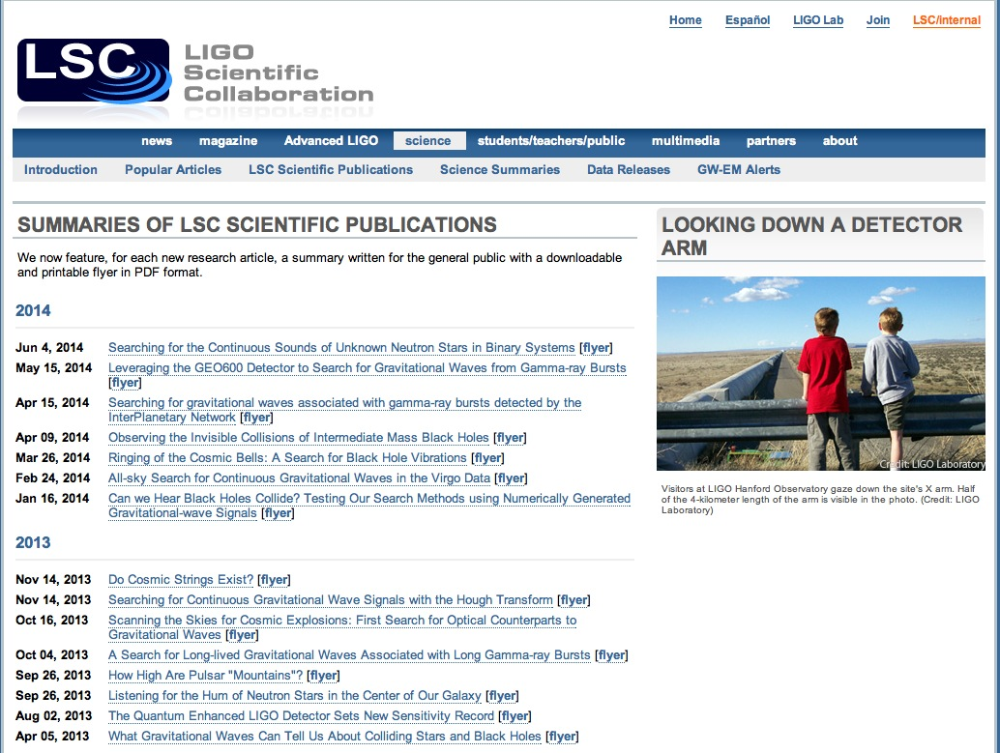 Home Español LIGO Lab Join LSC/internal
LSC LIGO
Scientific
Collaboration
news magazine Advanced LIGO science students/teachers/public multimedia partners about
Introduction Popular Articles LSC Scientific Publications Science Summaries Data Releases GW-EM Alerts
SUMMARIES OF LSC SCIENTIFIC PUBLICATIONS
We now feature, for each new research article, a summary written for the general public with a downloadable
and printable flyer in PDF format.
2014
Jun 4, 2014 Searching for the Continuous Sounds of Unknown Neutron Stars in Binary Systems [flyer]
May 15, 2014 Leveraging the GEO600 Detector to Search for Gravitational Waves from Gamma-ray Bursts
[flyer]
Apr 15, 2014 Searching for gravitational waves associated with gamma-ray bursts detected by the
InterPlanetary Network [flyer]
Apr 09, 2014 Observing the Invisible Collisions of Intermediate Mass Black Holes [flyer]
Mar 26, 2014 Ringing of the Cosmic Bells: A Search for Black Hole Vibrations [flyer]
Feb 24, 2014 All-sky Search for Continuous Gravitational Waves in the Virgo Data [flyer]
Jan 16, 2014 Can we Hear Black Holes Collide? Testing Our Search Methods using Numerically Generated
Gravitational-wave Signals [flyer]
2013
Nov 14, 2013 Do Cosmic Strings Exist? [flyer]
Nov 14, 2013 Searching for Continuous Gravitational Wave Signals with the Hough Transform [flyer]
Oct 16, 2013 Scanning the Skies for Cosmic Explosions: First Search for Optical Counterparts to
Gravitational Waves [flyer]
Oct 04, 2013 A Search for Long-lived Gravitational Waves Associated with Long Gamma-ray Bursts [flyer]
Sep 26, 2013 How High Are Pulsar "Mountains"? [flyer]
Sep 26, 2013 Listening for the Hum of Neutron Stars in the Center of Our Galaxy [flyer]
Aug 02, 2013 The Quantum Enhanced LIGO Detector Sets New Sensitivity Record [flyer]
Apr 05, 2013 What Gravitational Waves Can Tell Us About Colliding Stars and Black Holes [flyer]
LOOKING DOWN A DETECTOR
ARM
Credit: LIGO Laboratory
Visitors at LIGO Hanford Observatory gaze down the site's X arm. Half
of the 4-kilometer length of the arm is visible in the photo. (Credit: LIGO
Laboratory)